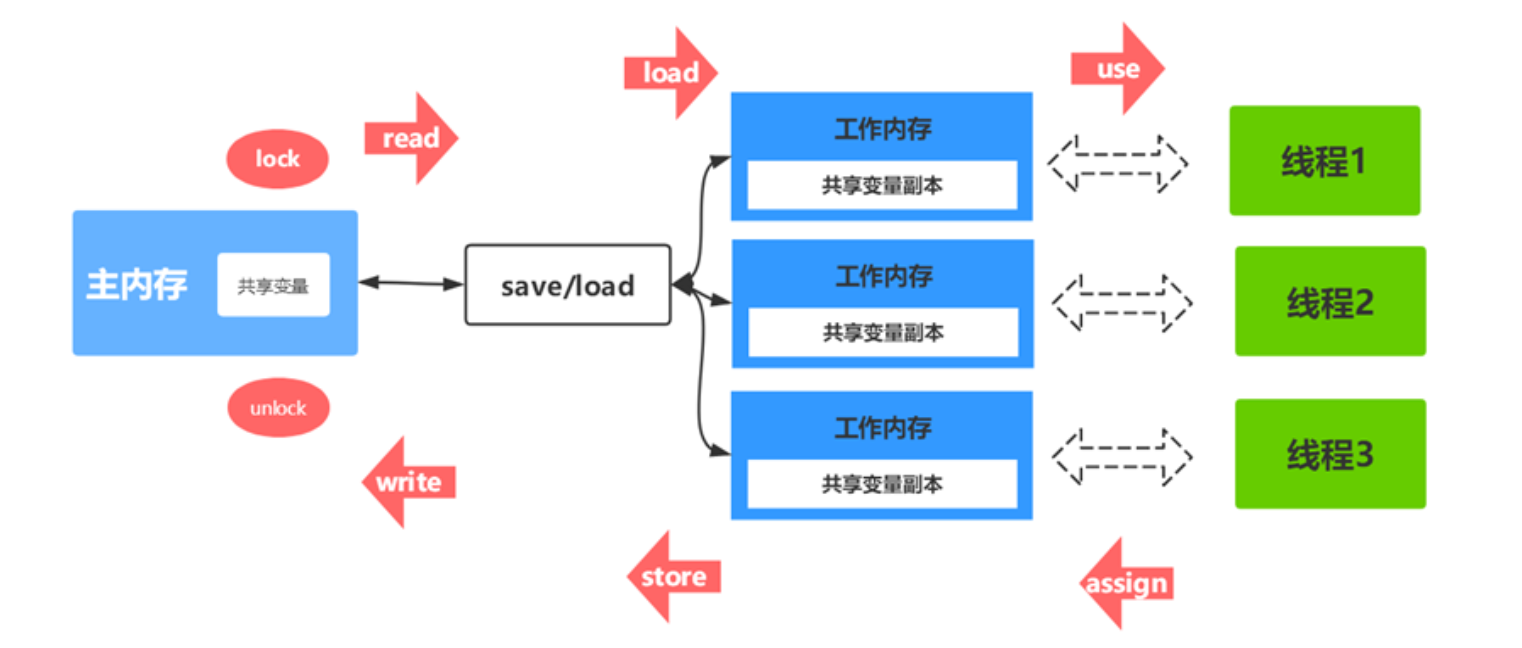 load
use
read
lock
工作内存
共享变量副本
线程1
主内存
共享变量
save/load
工作内存
共享变量副本
线程2
unlock
工作内存
共享变量副本
线程3
write
store
assign